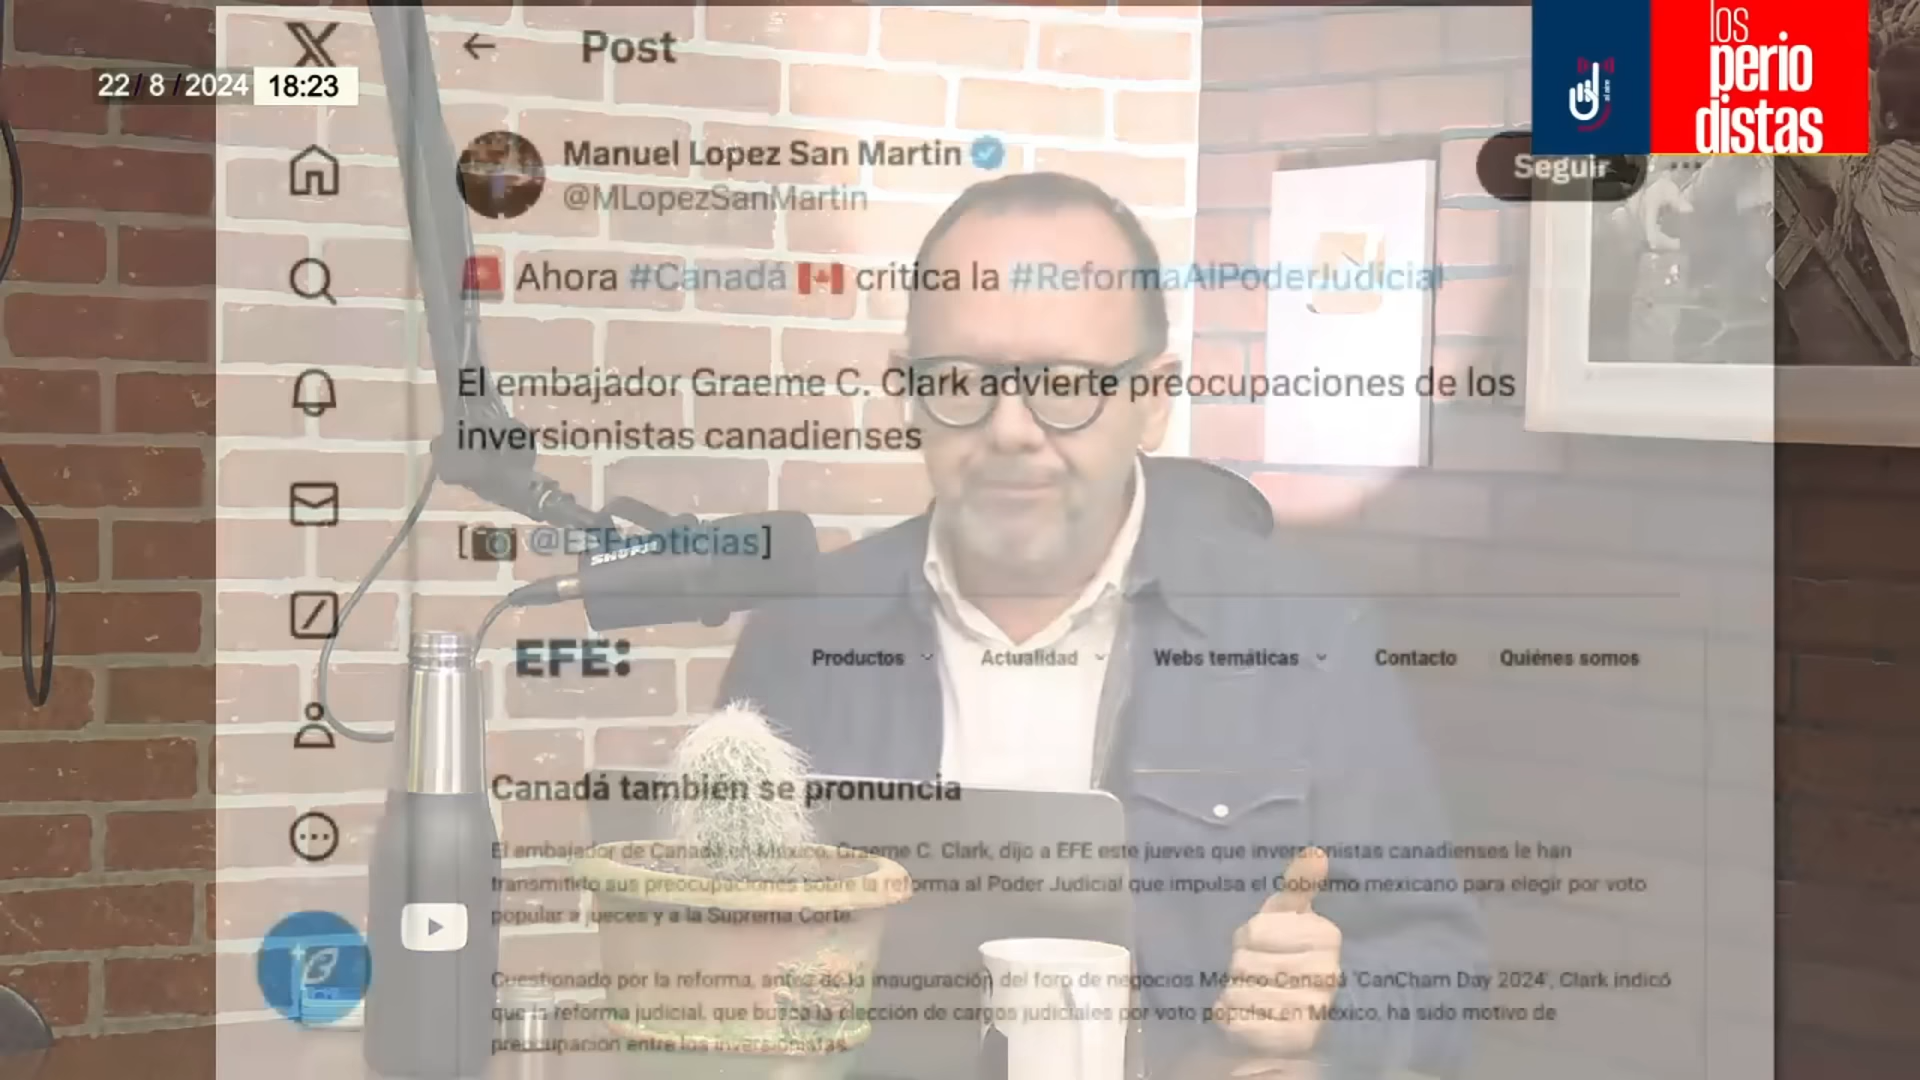 22/8/2024 18:23
los
perio
distas
Post
Manuel Lopez San Martin
@MLopezSanMartin
Seguir
Ahora #Canadá critica la #ReformaAlPoderJudicial
El embajador Graeme C. Clark advierte preocupaciones de los
inversionistas canadienses
[@EFEnoticias]
SHURE
EFE:
Productos Actualidad Webs temáticas Contacto Quiénes somos
Canadá también se pronuncia
El embajador de Canadá en México, Graeme C. Clark, dijo a EFE este jueves que inversionistas canadienses le han
transmitido sus preocupaciones sobre la reforma al Poder Judicial que impulsa el Gobierno mexicano para elegir por voto
popular a jueces y a la Suprema Corte.
Cuestionado por la reforma, antes de la inauguración del foro de negocios México-Canadá 'CanCham Day 2024', Clark indicó
que la reforma judicial, que busca la elección de cargos judiciales por voto popular en México, ha sido motivo de
preocupación entre los inversionistas.